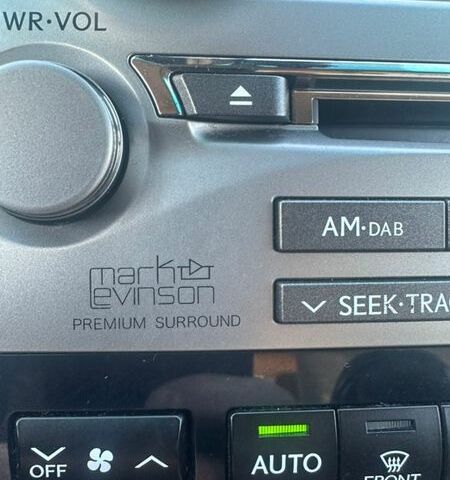 WR·VOL
AM·DAB
mark
levinson
PREMIUM SURROUND
SEEK·TRA
OFF
AUTO
FRONT